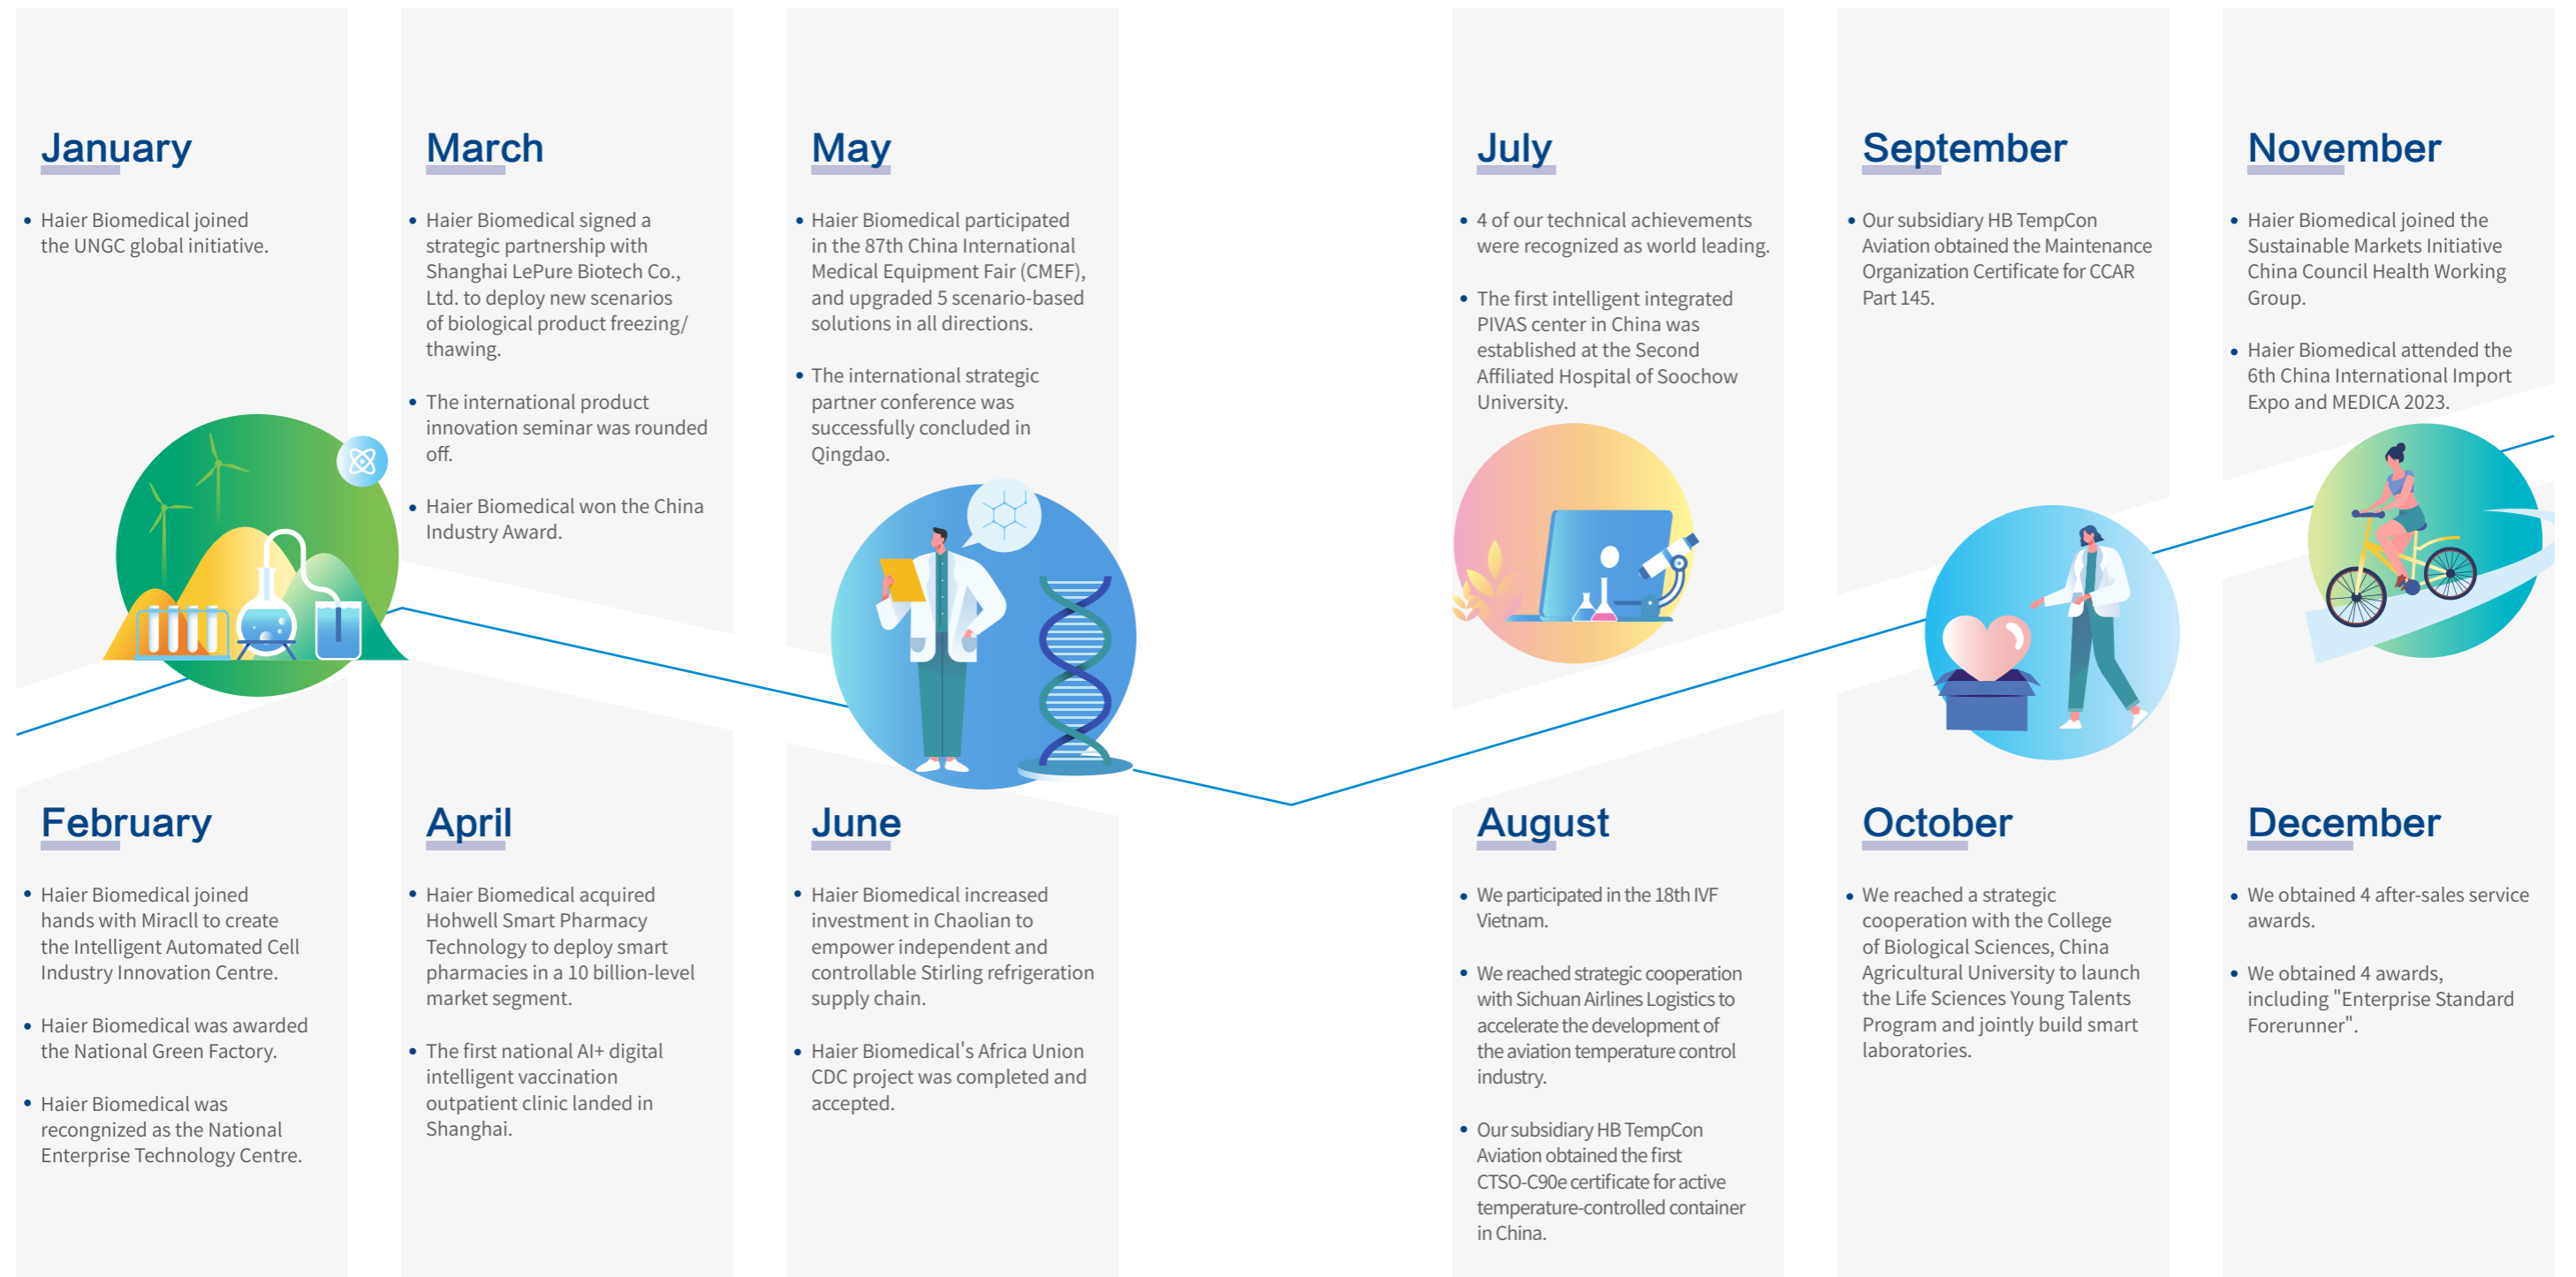 January
• Haier Biomedical joined
the UNGC global initiative.
February
• Haier Biomedical joined
hands with Miracll to create
the Intelligent Automated Cell
Industry Innovation Centre.
• Haier Biomedical was awarded
the National Green Factory.
• Haier Biomedical was
recongnized as the National
Enterprise Technology Centre.
March
• Haier Biomedical signed a
strategic partnership with
Shanghai LePure Biotech Co.,
Ltd. to deploy new scenarios
of biological product freezing/
thawing.
• The international product
innovation seminar was rounded
off.
• Haier Biomedical won the China
Industry Award.
April
• Haier Biomedical acquired
Hohwell Smart Pharmacy
Technology to deploy smart
pharmacies in a 10 billion-level
market segment.
• The first national AI+ digital
intelligent vaccination
outpatient clinic landed in
Shanghai.
May
• Haier Biomedical participated
in the 87th China International
Medical Equipment Fair (CMEF),
and upgraded 5 scenario-based
solutions in all directions.
• The international strategic
partner conference was
successfully concluded in
Qingdao.
June
• Haier Biomedical increased
investment in Chaolian to
empower independent and
controllable Stirling refrigeration
supply chain.
• Haier Biomedical's Africa Union
CDC project was completed and
accepted.
July
• 4 of our technical achievements
were recognized as world leading.
• The first intelligent integrated
PIVAS center in China was
established at the Second
Affiliated Hospital of Soochow
University.
August
• We participated in the 18th IVF
Vietnam.
• We reached strategic cooperation
with Sichuan Airlines Logistics to
accelerate the development of
the aviation temperature control
industry.
• Our subsidiary HB TempCon
Aviation obtained the first
CTSO-C90e certificate for active
temperature-controlled container
in China.
September
• Our subsidiary HB TempCon
Aviation obtained the Maintenance
Organization Certificate for CCAR
Part 145.
October
• We reached a strategic
cooperation with the College
of Biological Sciences, China
Agricultural University to launch
the Life Sciences Young Talents
Program and jointly build smart
laboratories.
November
• Haier Biomedical joined the
Sustainable Markets Initiative
China Council Health Working
Group.
• Haier Biomedical attended the
6th China International Import
Expo and MEDICA 2023.
December
• We obtained 4 after-sales service
awards.
• We obtained 4 awards,
including "Enterprise Standard
Forerunner".